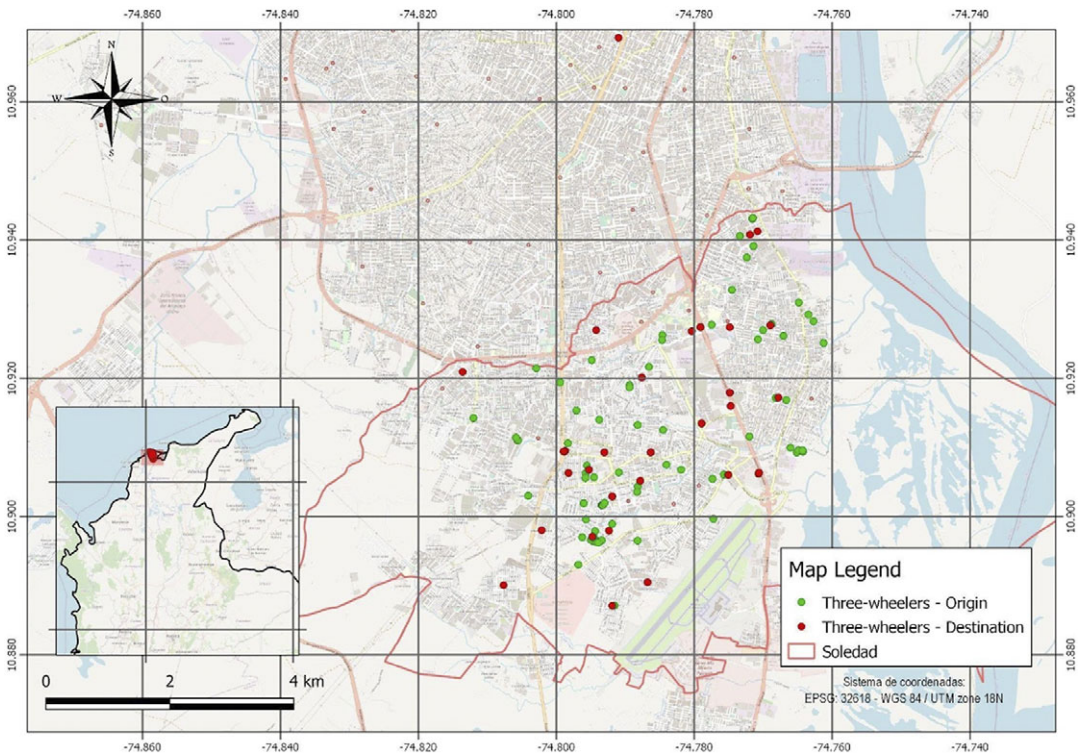 -74.860 -74.840 -74.820 -74.800 -74.780 -74.760 -74.740
N
W O
S
10.960 10.960
10.940 10.940
10.920 10.920
10.900 10.900
10.880 10.880
Map Legend
Three-wheelers - Origin
Three-wheelers - Destination
Soledad
0 2 4 km
Sistema de coordenadas:
EPSG: 32618 - WGS 84 / UTM zone 18N
-74.860 -74.840 -74.820 -74.800 -74.780 -74.760 -74.740